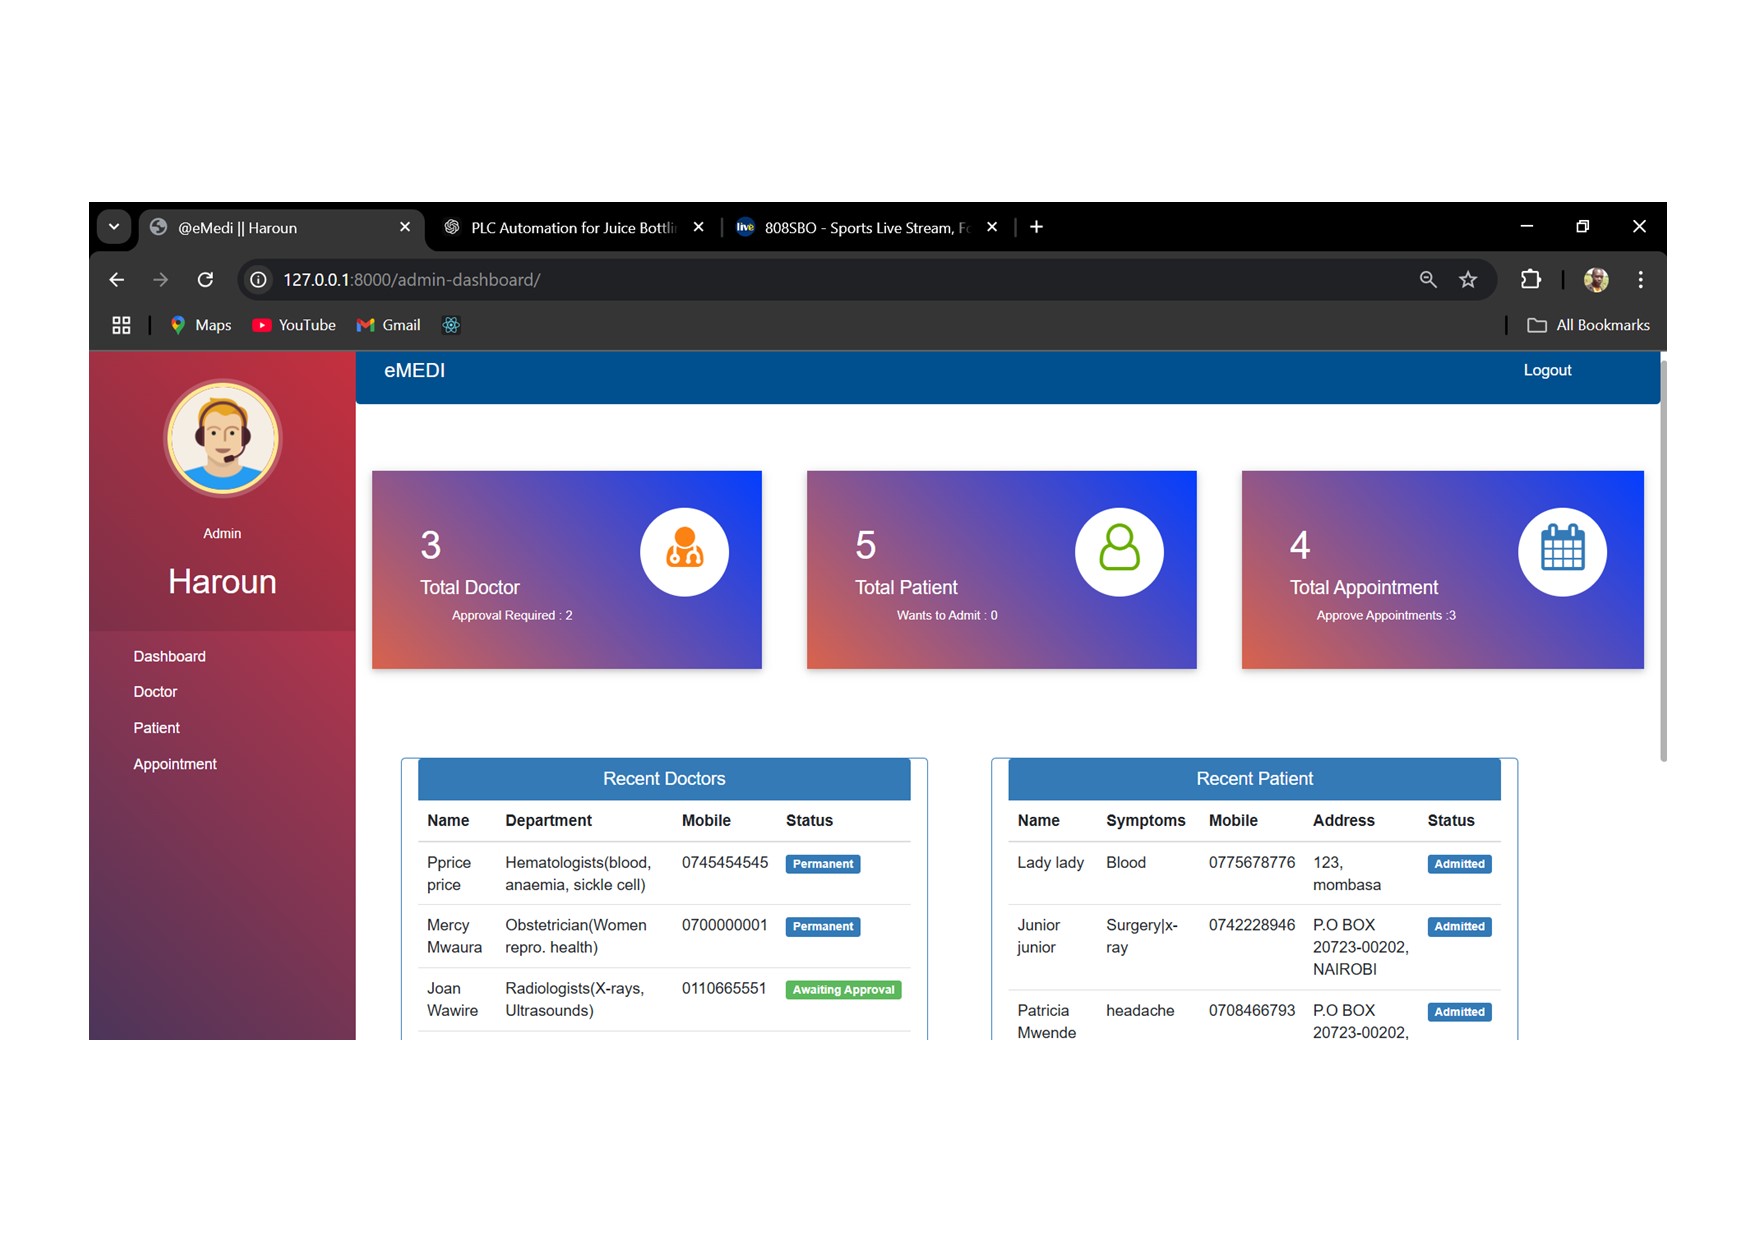 @eMedi || Haroun
PLC Automation for Juice Bottli
live
808SBO - Sports Live Stream, Fo
127.0.0.1:8000/admin-dashboard/
Maps
YouTube
Gmail
All Bookmarks
eMEDI
Logout
Admin
Haroun
Dashboard
Doctor
Patient
Appointment
3
Total Doctor
Approval Required : 2
5
Total Patient
Wants to Admit : 0
4
Total Appointment
Approve Appointments :3
Recent Doctors
Name Department Mobile Status
Pprice Hematologists(blood, 0745454545 Permanent
price anaemia, sickle cell)
Mercy Obstetrician(Women 0700000001 Permanent
Mwaura repro. health)
Joan Radiologists(X-rays, 0110665551 Awaiting Approval
Wawire Ultrasounds)
Recent Patient
Name Symptoms Mobile Address Status
Lady lady Blood 0775678776 123, Admitted
mombasa
Junior Surgery|x- 0742228946 P.O BOX Admitted
junior ray 20723-00202,
NAIROBI
Patricia headache 0708466793 P.O BOX Admitted
Mwende 20723-00202,